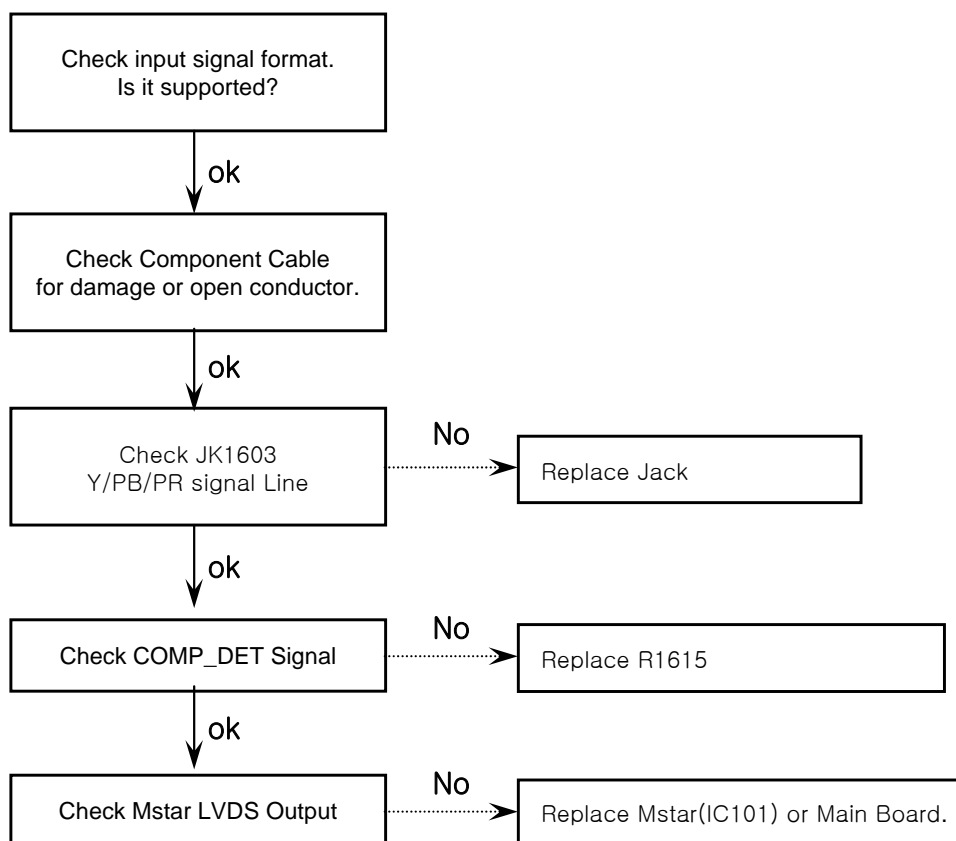 Check input signal format.
Is it supported?
ok
Check Component Cable
for damage or open conductor.
ok
Check JK1603
Y/PB/PR signal Line
No
Replace Jack
ok
Check COMP_DET Signal
No
Replace R1615
ok
Check Mstar LVDS Output
No
Replace Mstar(IC101) or Main Board.